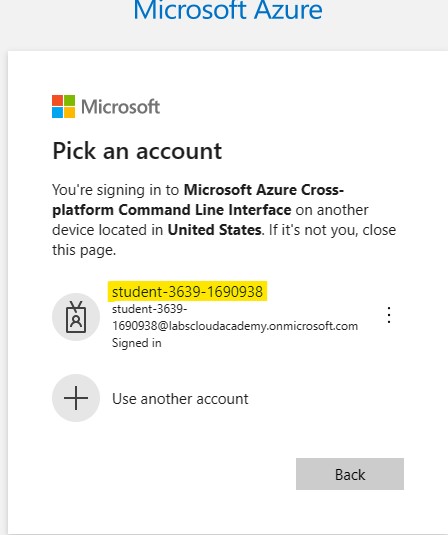 Microsoft Azure
Microsoft
Pick an account
You're signing in to Microsoft Azure Cross-
platform Command Line Interface on another
device located in United States. If it's not you, close
this page.
student-3639-1690938
student-3639-
1690938@labscloudacademy.onmicrosoft.com
Signed in
Use another account
Back